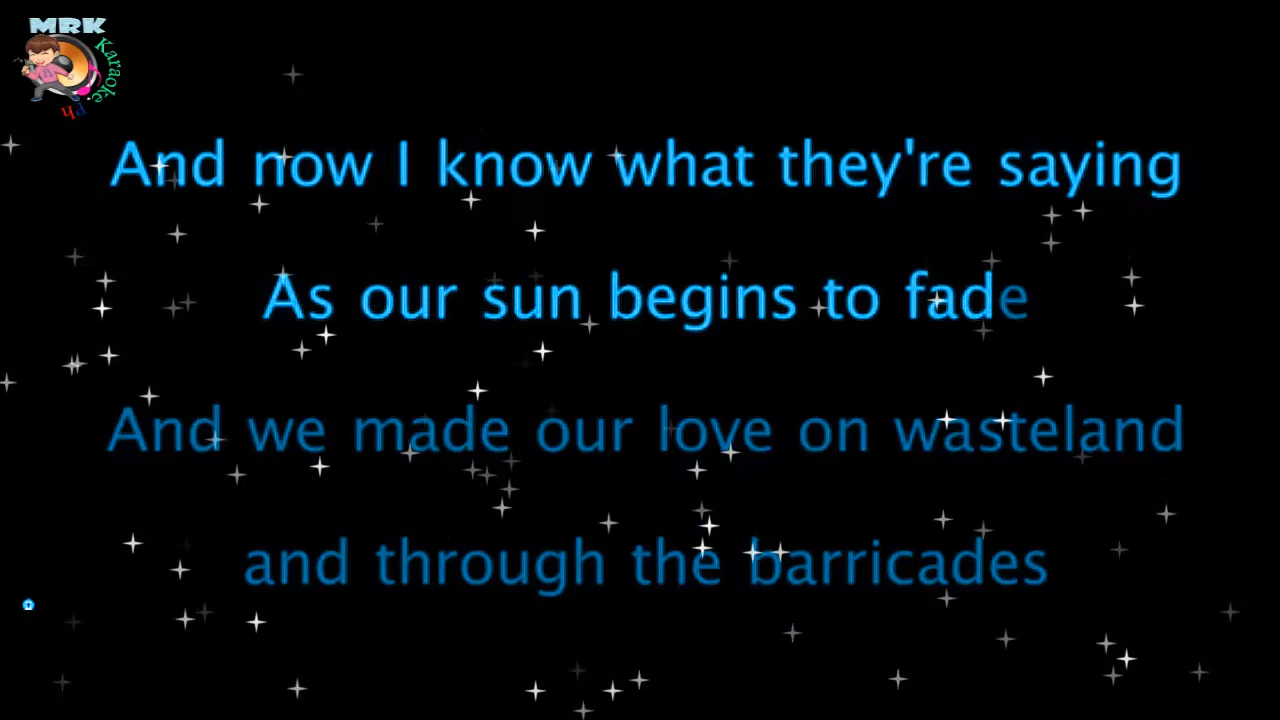 MRK
Karaoke.ph
And now I know what they're saying
As our sun begins to fade
And we made our love on wasteland
and through the barricades